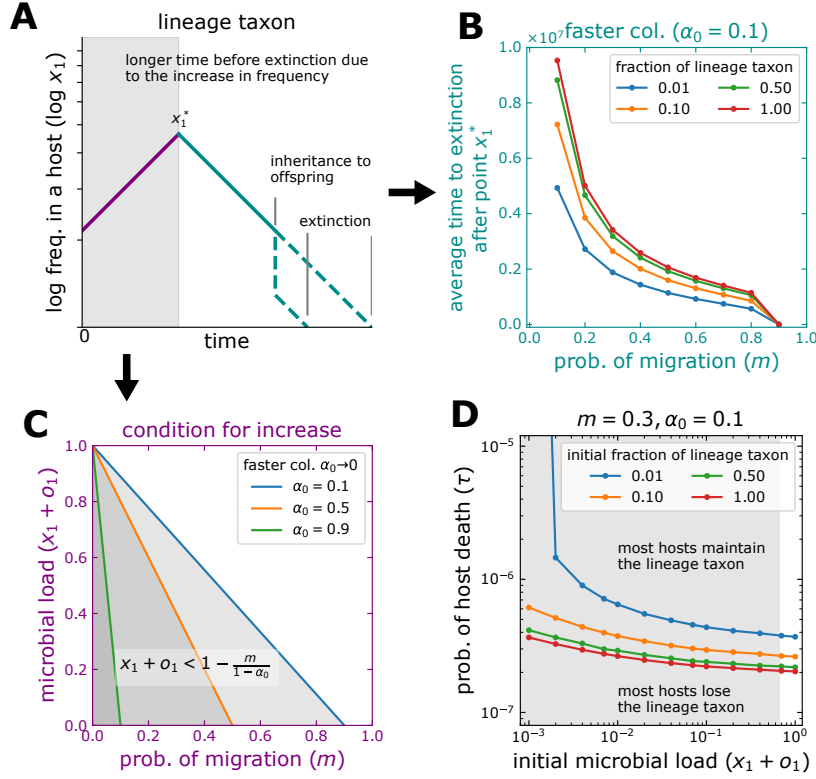 A
lineage taxon
longer time before extinction due
to the increase in frequency
x₁*
inheritance to
offspring
extinction
log freq. in a host (log x₁)
0
time
B
faster col. (α₀ = 0.1)
×10⁷
fraction of lineage taxon
0.01 0.50
0.10 1.00
average time to extinction
after point x₁*
1.0
0.8
0.6
0.4
0.2
0.0
0.0 0.2 0.4 0.6 0.8 1.0
prob. of migration (m)
C
condition for increase
faster col. α₀→0
α₀ = 0.1
α₀ = 0.5
α₀ = 0.9
microbial load (x₁ + o₁)
1.0
0.8
0.6
0.4
0.2
0.0
x₁ + o₁ < 1 − m/(1−α₀)
0.0 0.2 0.4 0.6 0.8 1.0
prob. of migration (m)
D
m = 0.3, α₀ = 0.1
initial fraction of lineage taxon
0.01 0.50
0.10 1.00
most hosts maintain
the lineage taxon
most hosts lose
the lineage taxon
prob. of host death (τ)
10⁻⁵
10⁻⁶
10⁻⁷
10⁻³ 10⁻² 10⁻¹ 10⁰
initial microbial load (x₁ + o₁)